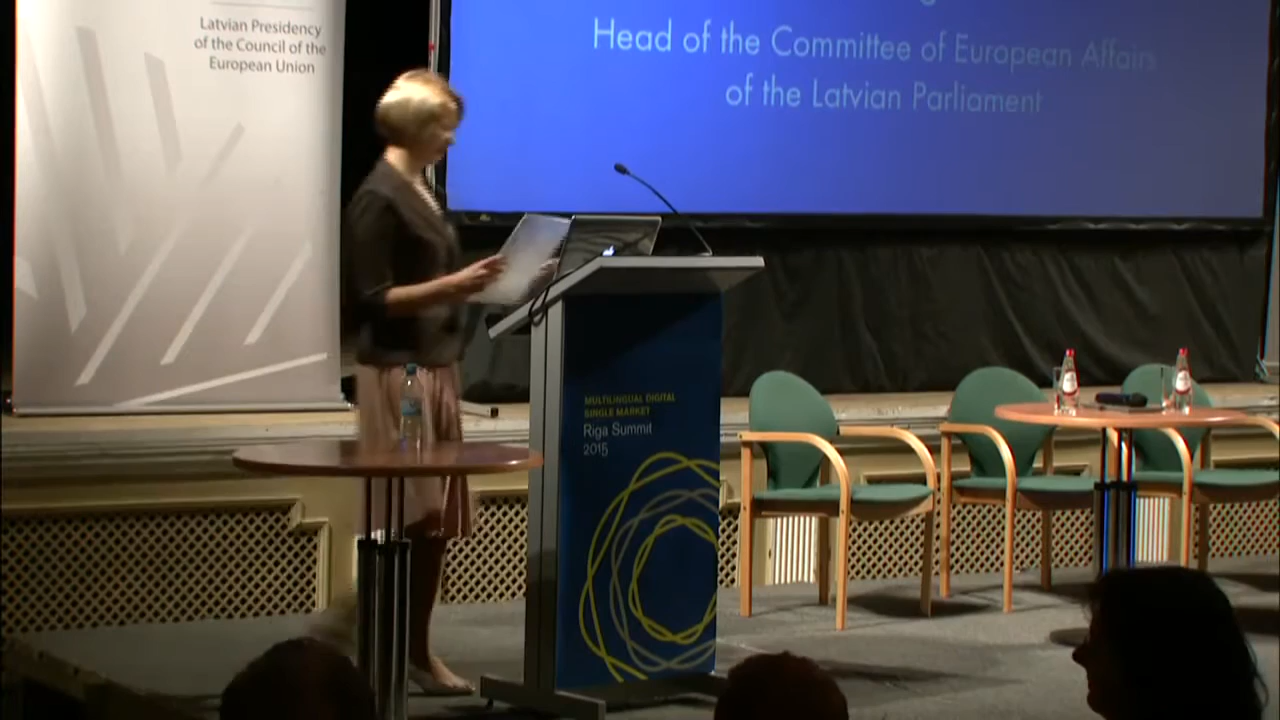 Latvian Presidency
of the Council of the
European Union
Head of the Committee of European Affairs
of the Latvian Parliament
MULTILINGUAL DIGITAL
SINGLE MARKET
Riga Summit
2015